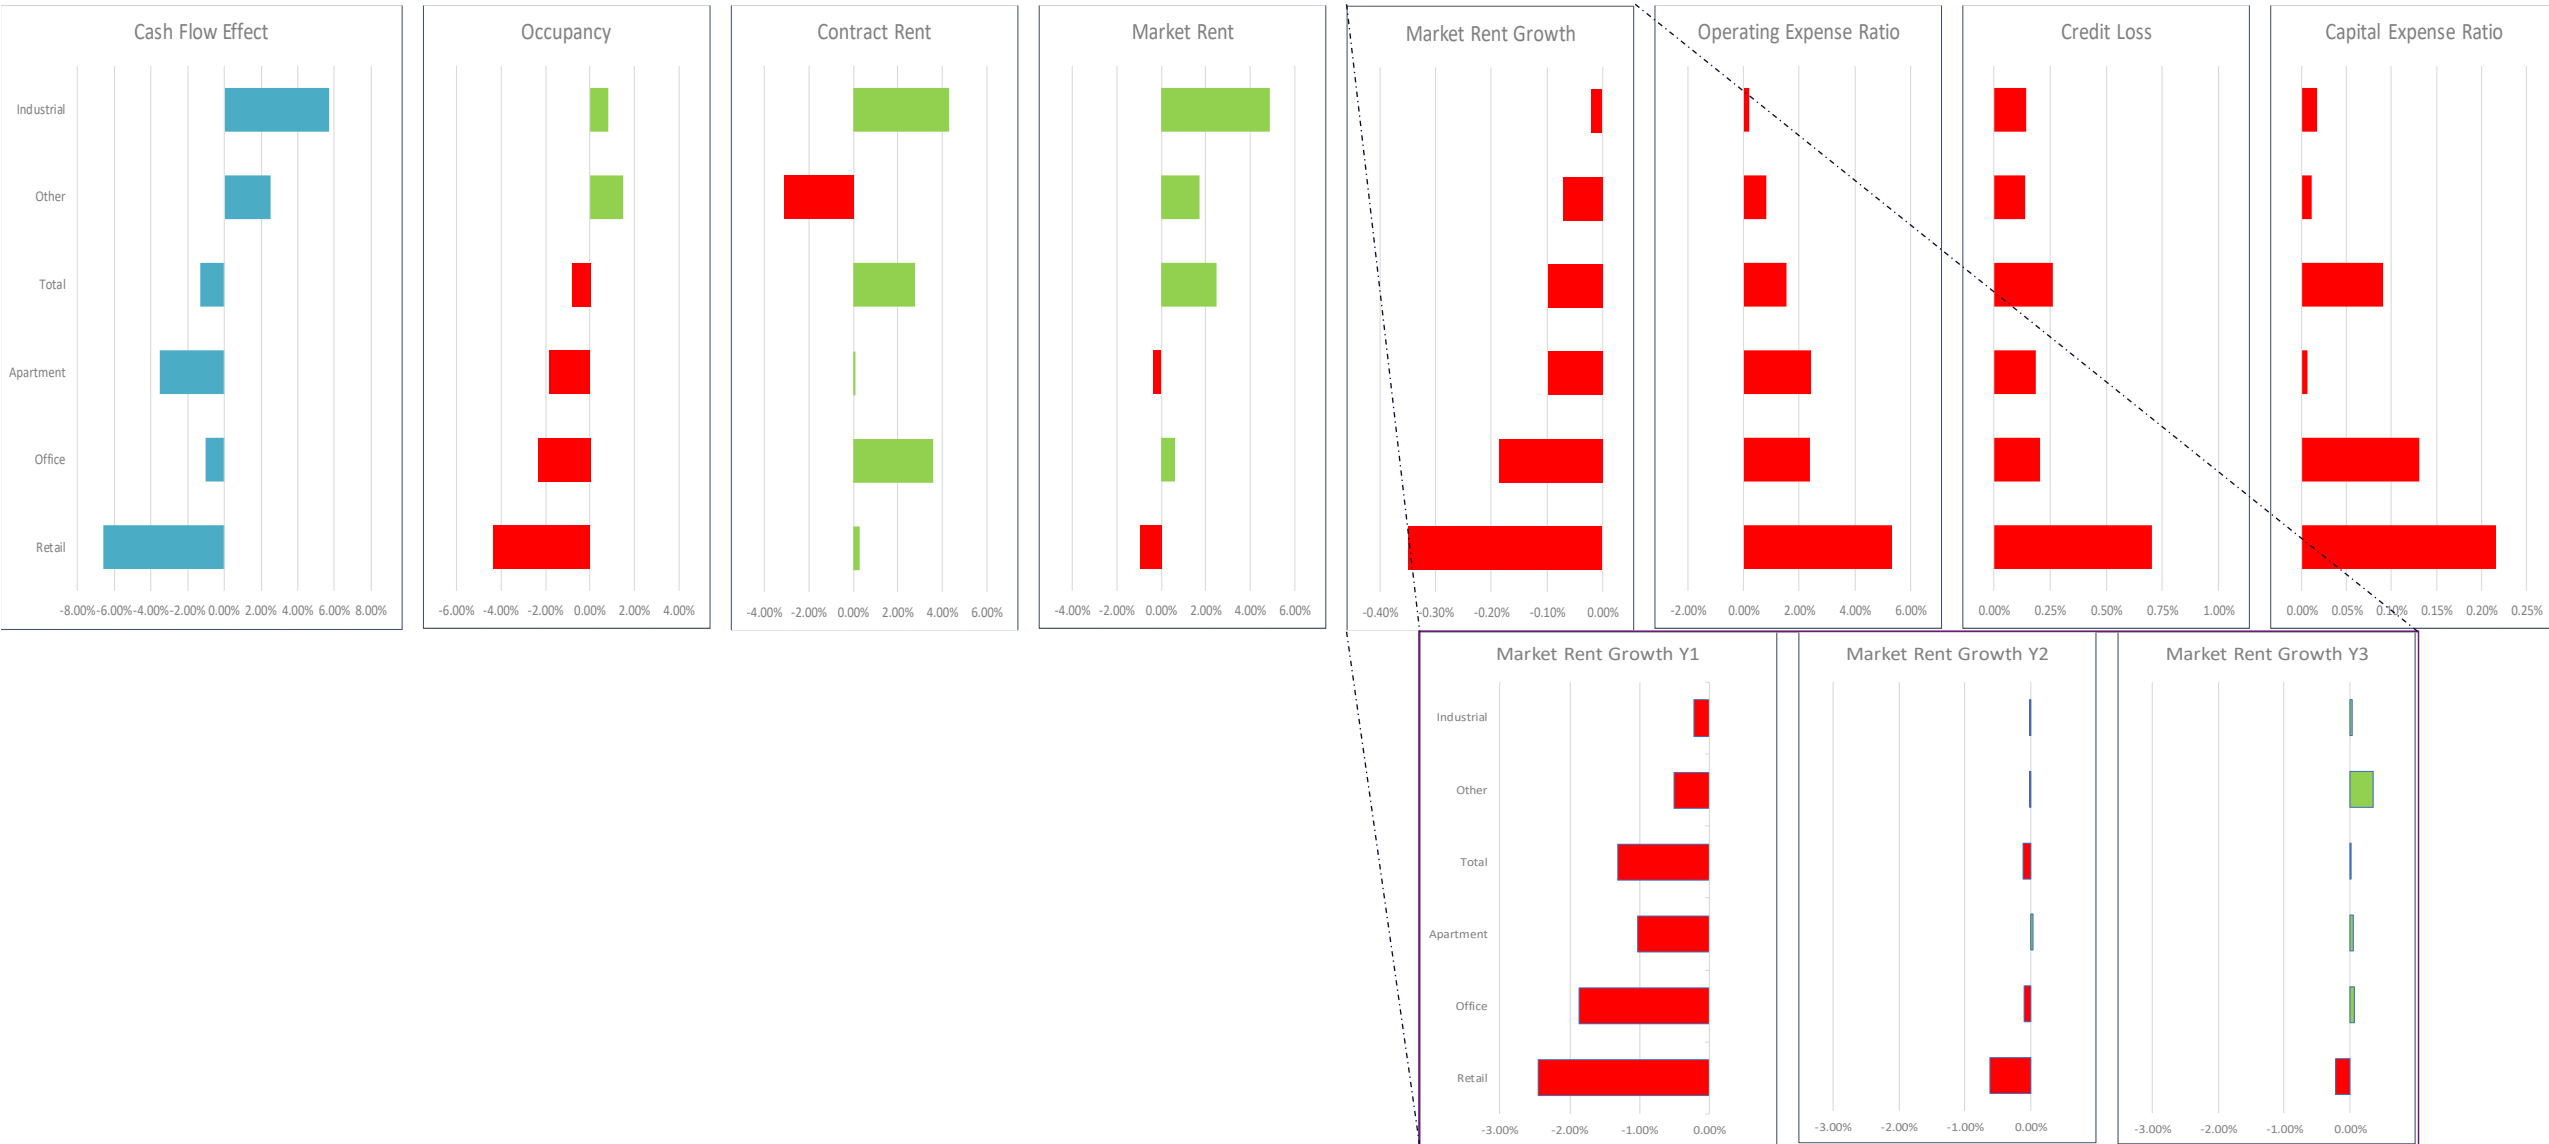 Cash Flow Effect
Industrial
Other
Total
Apartment
Office
Retail
-8.00% -6.00% -4.00% -2.00% 0.00% 2.00% 4.00% 6.00% 8.00%
Occupancy
-6.00% -4.00% -2.00% 0.00% 2.00% 4.00%
Contract Rent
-4.00% -2.00% 0.00% 2.00% 4.00% 6.00%
Market Rent
-4.00% -2.00% 0.00% 2.00% 4.00% 6.00%
Market Rent Growth
-0.40% -0.30% -0.20% -0.10% 0.00%
Operating Expense Ratio
-2.00% 0.00% 2.00% 4.00% 6.00%
Credit Loss
0.00% 0.25% 0.50% 0.75% 1.00%
Capital Expense Ratio
0.00% 0.05% 0.10% 0.15% 0.20% 0.25%
Market Rent Growth Y1
Industrial
Other
Total
Apartment
Office
Retail
-3.00% -2.00% -1.00% 0.00%
Market Rent Growth Y2
-3.00% -2.00% -1.00% 0.00%
Market Rent Growth Y3
-3.00% -2.00% -1.00% 0.00%